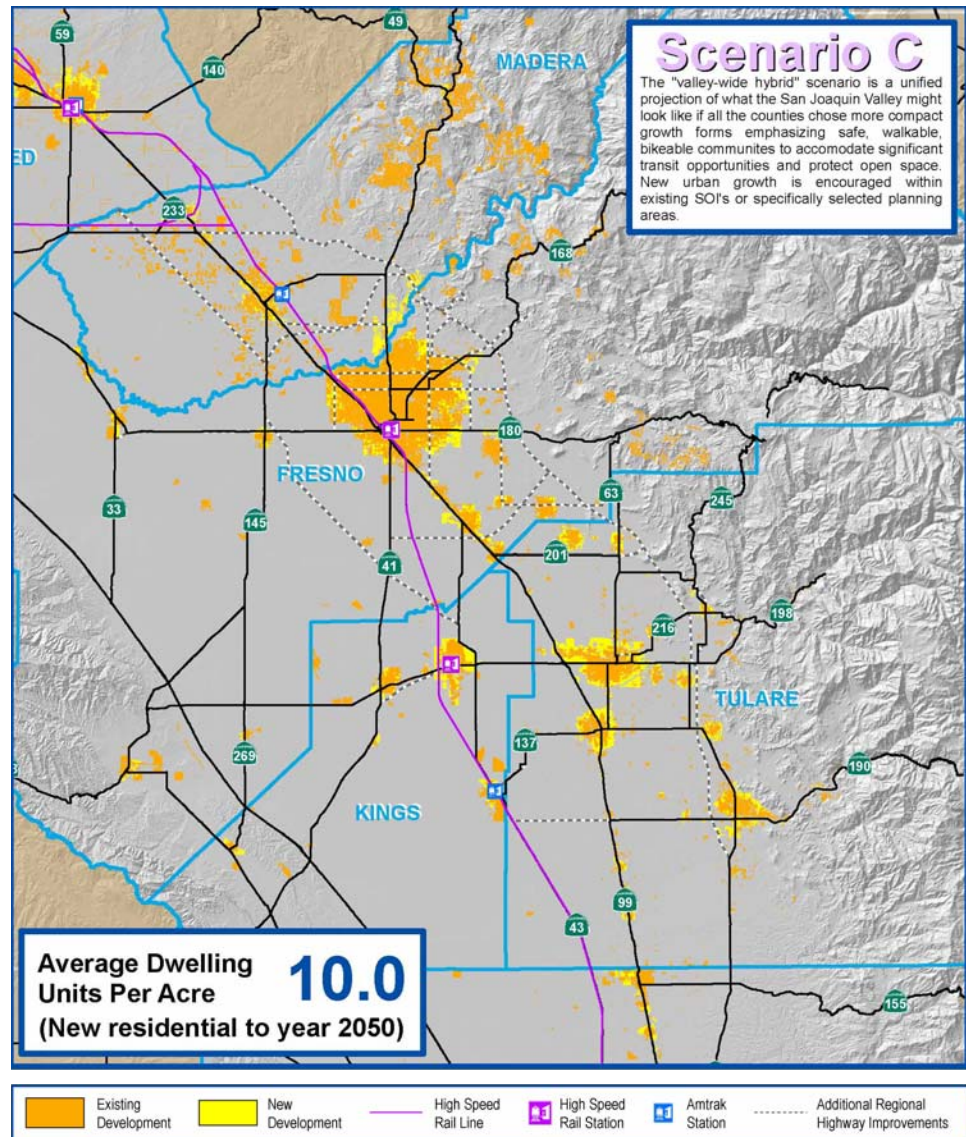 Scenario C
The "valley-wide hybrid" scenario is a unified
projection of what the San Joaquin Valley might
look like if all the counties chose more compact
growth forms emphasizing safe, walkable,
bikeable communites to accomodate significant
transit opportunities and protect open space.
New urban growth is encouraged within
existing SOI's or specifically selected planning
areas.
59
49
140
MADERA
ED
233
168
180
FRESNO
33
145
63
245
41
201
198
216
TULARE
269
137
190
KINGS
99
43
155
Average Dwelling
Units Per Acre
10.0
(New residential to year 2050)
Existing
Development
New
Development
High Speed
Rail Line
High Speed
Rail Station
Amtrak
Station
Additional Regional
Highway Improvements